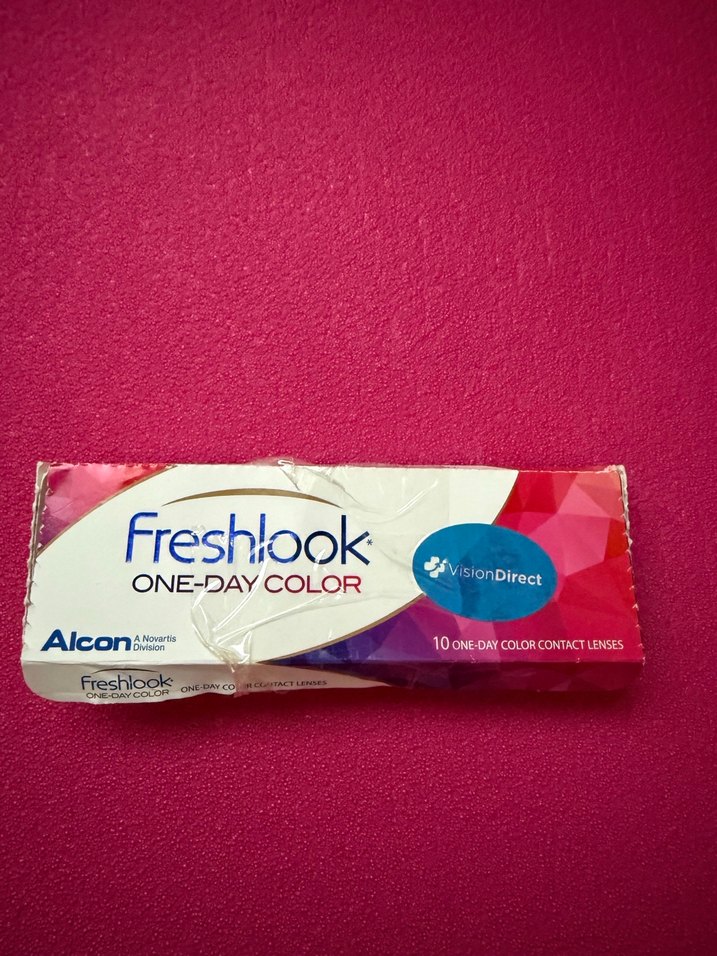 Freshlook*
ONE-DAY COLOR
VisionDirect
Alcon A Novartis
Division
10 ONE-DAY COLOR CONTACT LENSES
Freshlook*
ONE-DAY COLOR
ONE-DAY CO R CONTACT LENSES